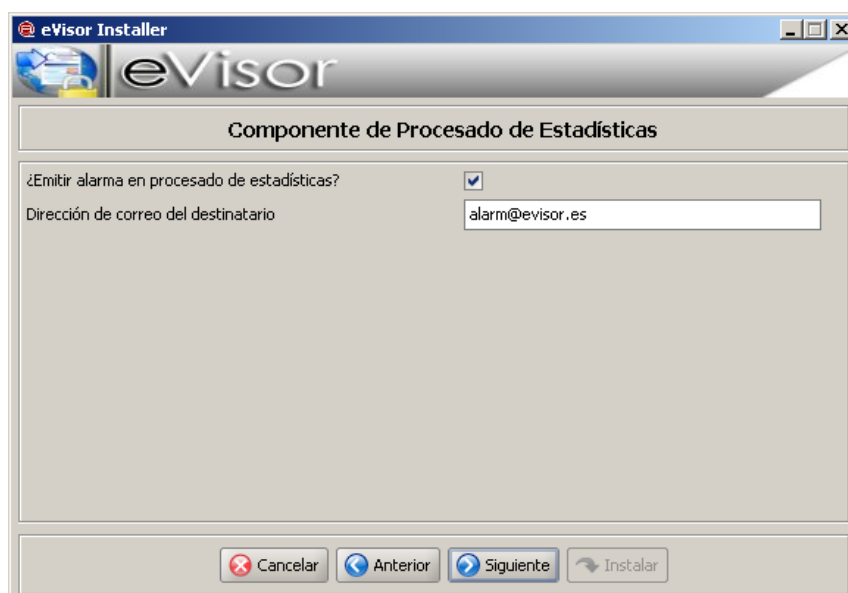 eVisor Installer
eVisor
Componente de Procesado de Estadísticas
¿Emitir alarma en procesado de estadísticas?
Dirección de correo del destinatario alarm@evisor.es
Cancelar Anterior Siguiente Instalar